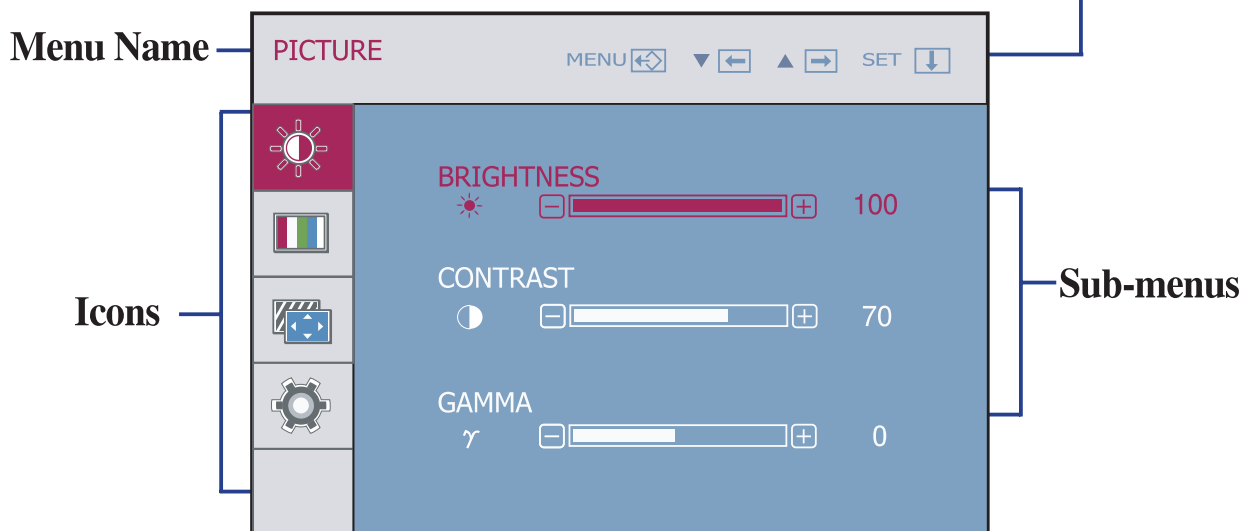 Menu Name
PICTURE
MENU ▼ ▲ SET
BRIGHTNESS
100
CONTRAST
70
Icons
Sub-menus
GAMMA
γ 0